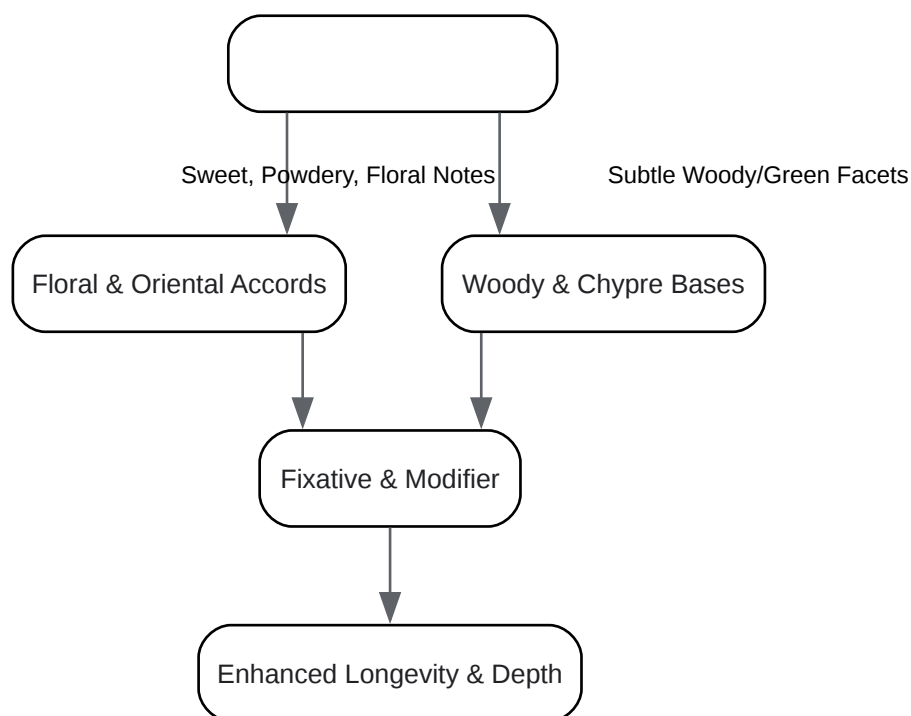 Sweet, Powdery, Floral Notes
Subtle Woody/Green Facets
Floral & Oriental Accords
Woody & Chypre Bases
Fixative & Modifier
Enhanced Longevity & Depth